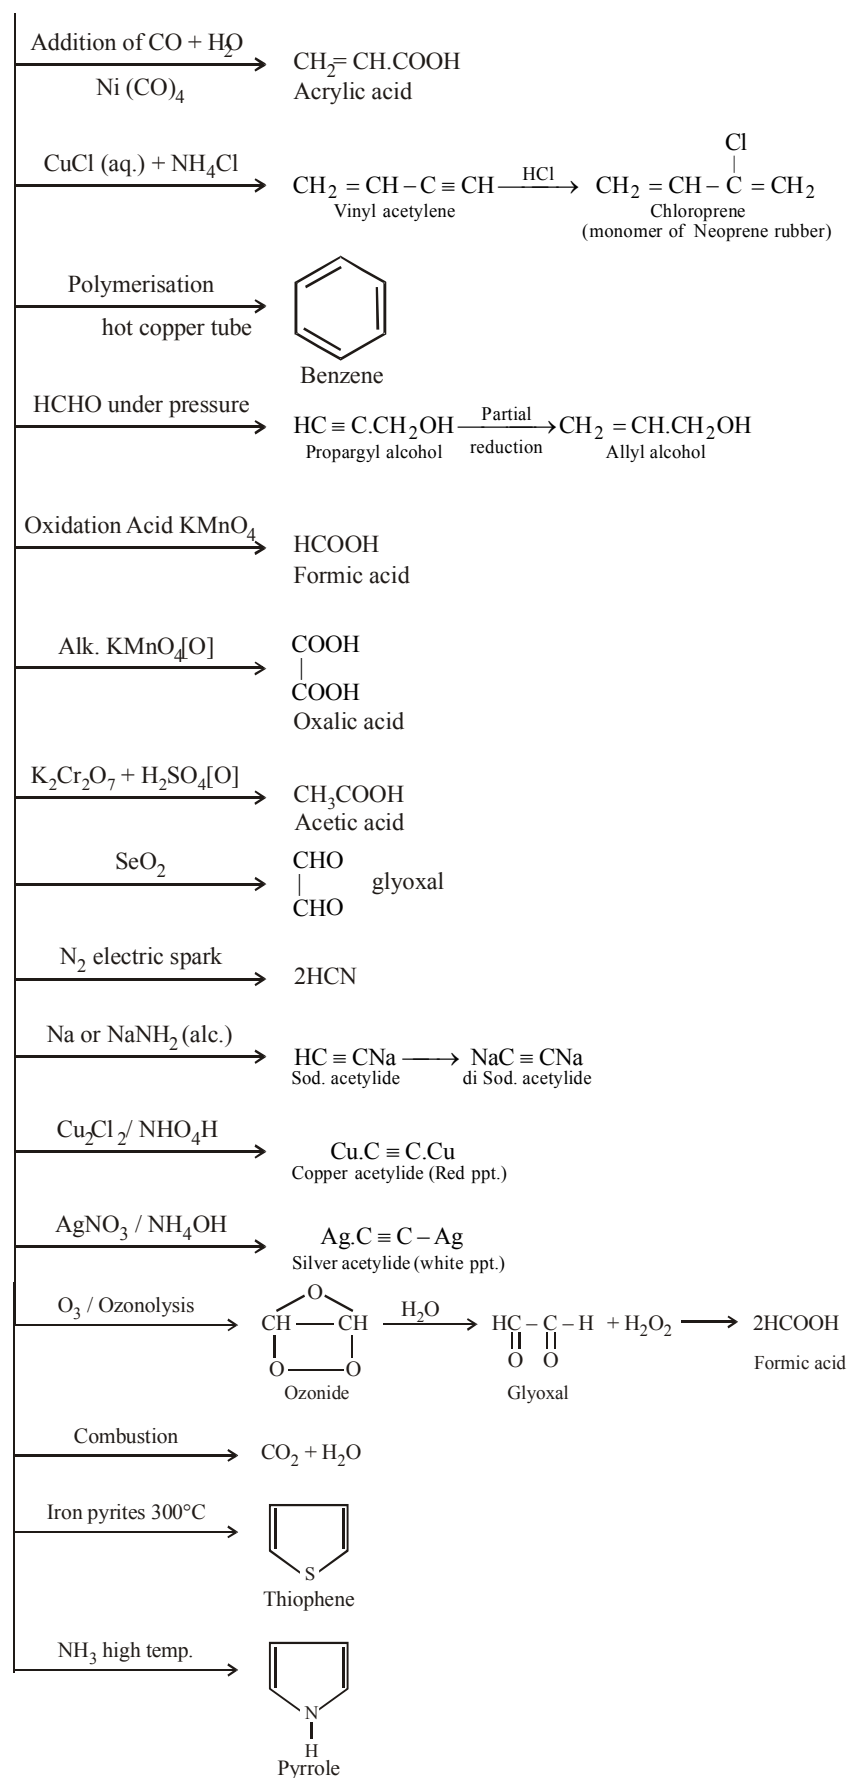 Addition of CO + H₂O
Ni (CO)₄
CH₂= CH.COOH
Acrylic acid
CuCl (aq.) + NH₄Cl
CH₂ = CH – C ≡ CH HCl CH₂ = CH – C = CH₂
Cl
|
Vinyl acetylene
Chloroprene
(monomer of Neoprene rubber)
Polymerisation
hot copper tube
Benzene
HCHO under pressure
HC ≡ C.CH₂OH Partial reduction CH₂ = CH.CH₂OH
Propargyl alcohol
Allyl alcohol
Oxidation Acid KMnO₄
HCOOH
Formic acid
Alk. KMnO₄[O]
COOH
|
COOH
Oxalic acid
K₂Cr₂O₇ + H₂SO₄[O]
CH₃COOH
Acetic acid
SeO₂
CHO
|
CHO
glyoxal
N₂ electric spark
2HCN
Na or NaNH₂ (alc.)
HC ≡ CNa ⟶ NaC ≡ CNa
Sod. acetylide
di Sod. acetylide
Cu₂Cl₂/ NHO₄H
Cu.C ≡ C.Cu
Copper acetylide (Red ppt.)
AgNO₃ / NH₄OH
Ag.C ≡ C – Ag
Silver acetylide (white ppt.)
O₃ / Ozonolysis
O
CH CH
O O
Ozonide
H₂O
HC – C – H + H₂O₂ ⟶ 2HCOOH
O O
Glyoxal
Formic acid
Combustion
CO₂ + H₂O
Iron pyrites 300°C
S
Thiophene
NH₃ high temp.
N
H
Pyrrole